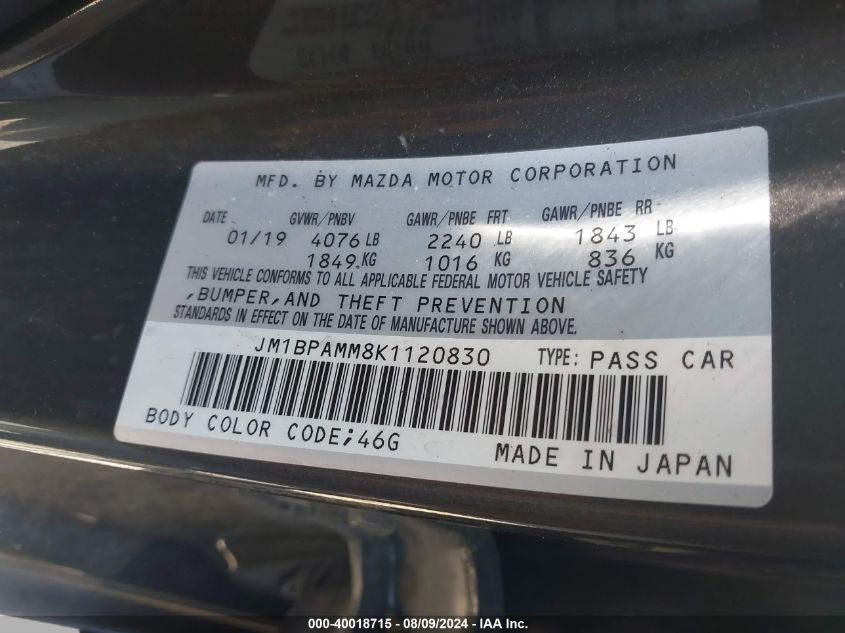 MFD. BY MAZDA MOTOR CORPORATION
DATE GVWR/PNBV GAWR/PNBE FRT GAWR/PNBE RR
01/19 4076 LB 2240 LB 1843 LB
1849 KG 1016 KG 836 KG
THIS VEHICLE CONFORMS TO ALL APPLICABLE FEDERAL MOTOR VEHICLE SAFETY
,BUMPER,AND THEFT PREVENTION
STANDARDS IN EFFECT ON THE DATE OF MANUFACTURE SHOWN ABOVE.
JM1BPAMM8K1120830 TYPE: PASS CAR
BODY COLOR CODE;46G
MADE IN JAPAN
000-40018715 - 08/09/2024 - IAA Inc.